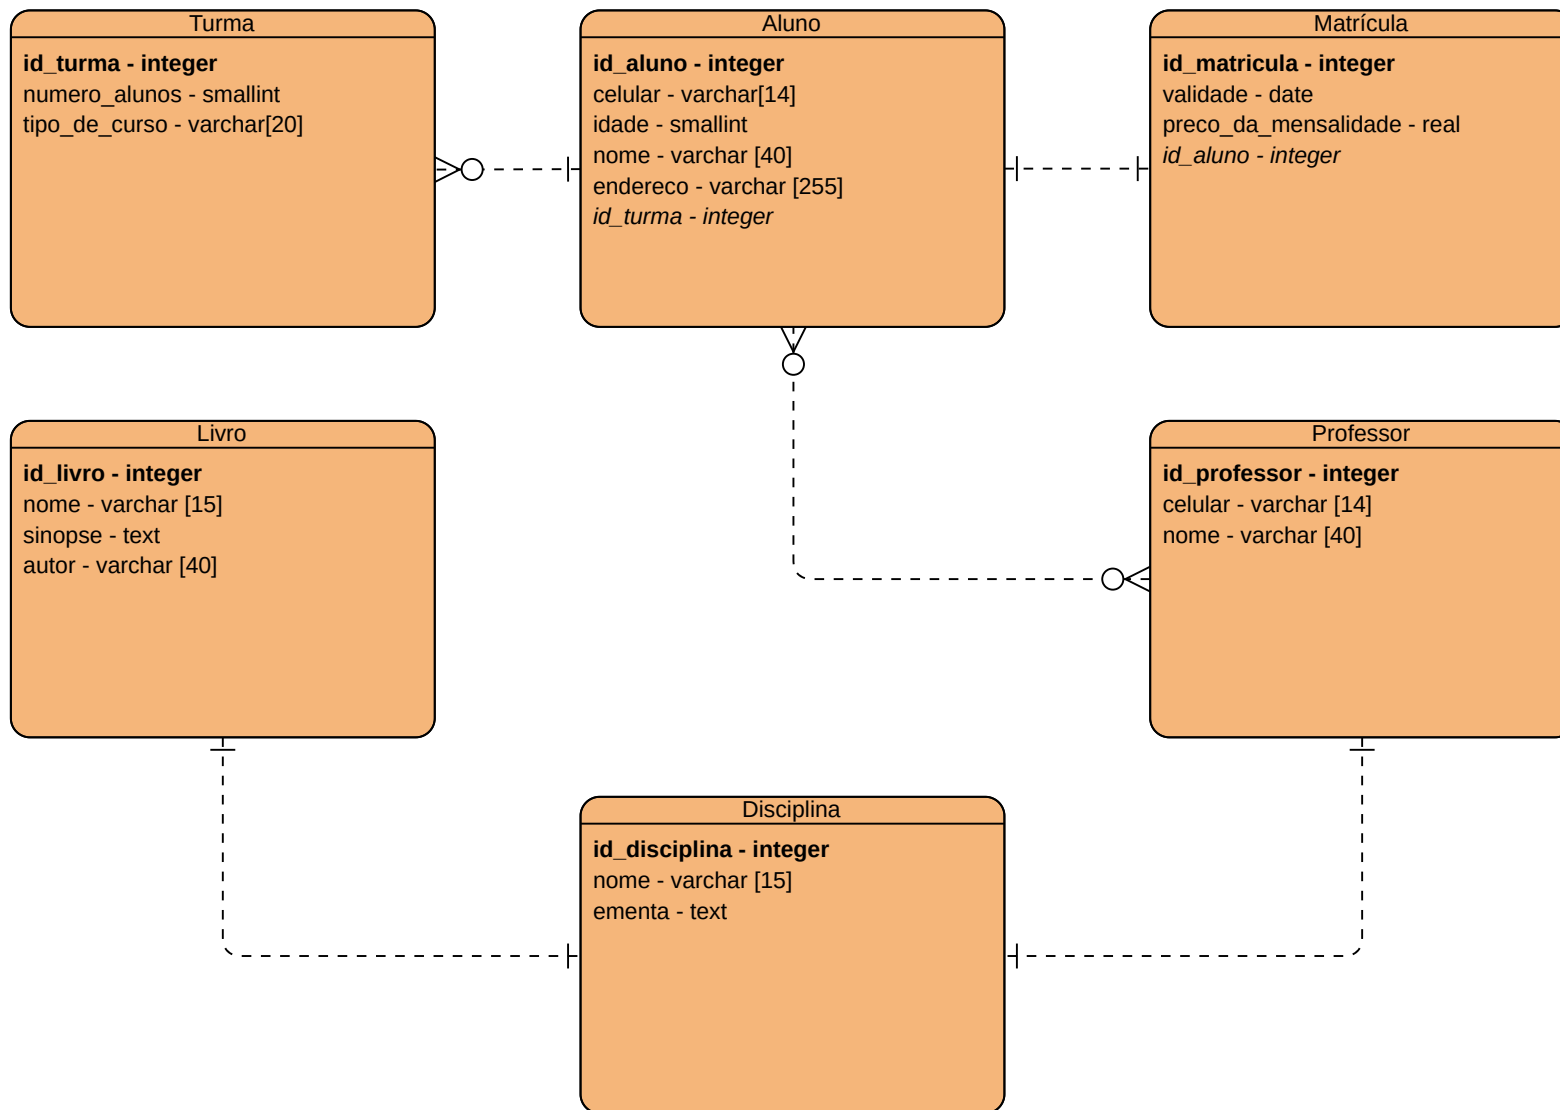 Turma
id_turma - integer
numero_alunos - smallint
tipo_de_curso - varchar[20]
Aluno
id_aluno - integer
celular - varchar[14]
idade - smallint
nome - varchar [40]
endereco - varchar [255]
id_turma - integer
Matrícula
id_matricula - integer
validade - date
preco_da_mensalidade - real
id_aluno - integer
Livro
id_livro - integer
nome - varchar [15]
sinopse - text
autor - varchar [40]
Professor
id_professor - integer
celular - varchar [14]
nome - varchar [40]
Disciplina
id_disciplina - integer
nome - varchar [15]
ementa - text